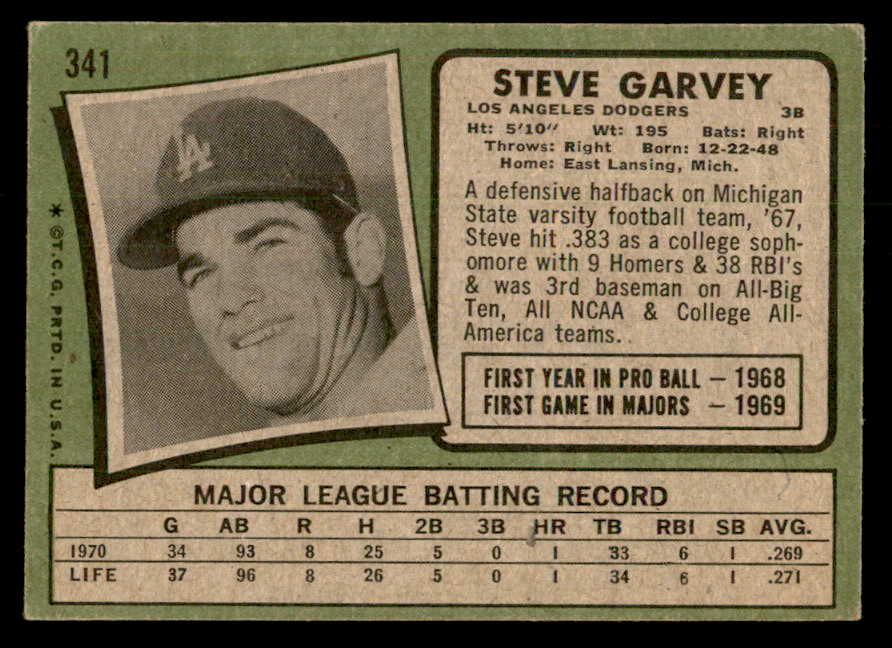 341
LA
* ©T.C.G. PRTD. IN U.S.A.
STEVE GARVEY
LOS ANGELES DODGERS 3B
Ht: 5'10" Wt: 195 Bats: Right
Throws: Right Born: 12-22-48
Home: East Lansing, Mich.
A defensive halfback on Michigan
State varsity football team, '67,
Steve hit .383 as a college soph-
omore with 9 Homers & 38 RBI's
& was 3rd baseman on All-Big
Ten, All NCAA & College All-
America teams.
FIRST YEAR IN PRO BALL — 1968
FIRST GAME IN MAJORS — 1969
MAJOR LEAGUE BATTING RECORD
G AB R H 2B 3B HR TB RBI SB AVG.
1970 34 93 8 25 5 0 1 33 6 1 .269
LIFE 37 96 8 26 5 0 1 34 6 1 .271